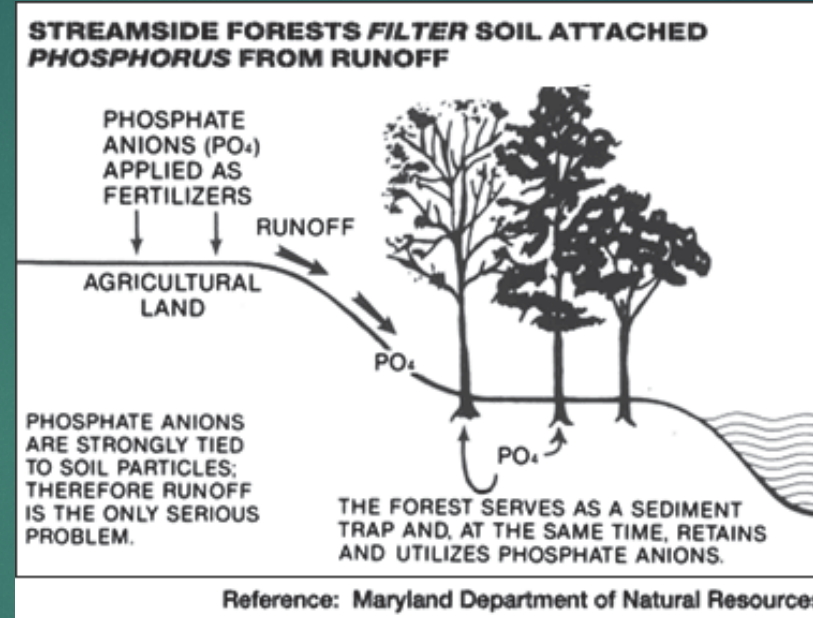 STREAMSIDE FORESTS FILTER SOIL ATTACHED
PHOSPHORUS FROM RUNOFF
PHOSPHATE
ANIONS (PO₄)
APPLIED AS
FERTILIZERS
RUNOFF
AGRICULTURAL
LAND
PO₄
PHOSPHATE ANIONS
ARE STRONGLY TIED
TO SOIL PARTICLES;
THEREFORE RUNOFF
IS THE ONLY SERIOUS
PROBLEM.
PO₄
THE FOREST SERVES AS A SEDIMENT
TRAP AND, AT THE SAME TIME, RETAINS
AND UTILIZES PHOSPHATE ANIONS.
Reference: Maryland Department of Natural Resources